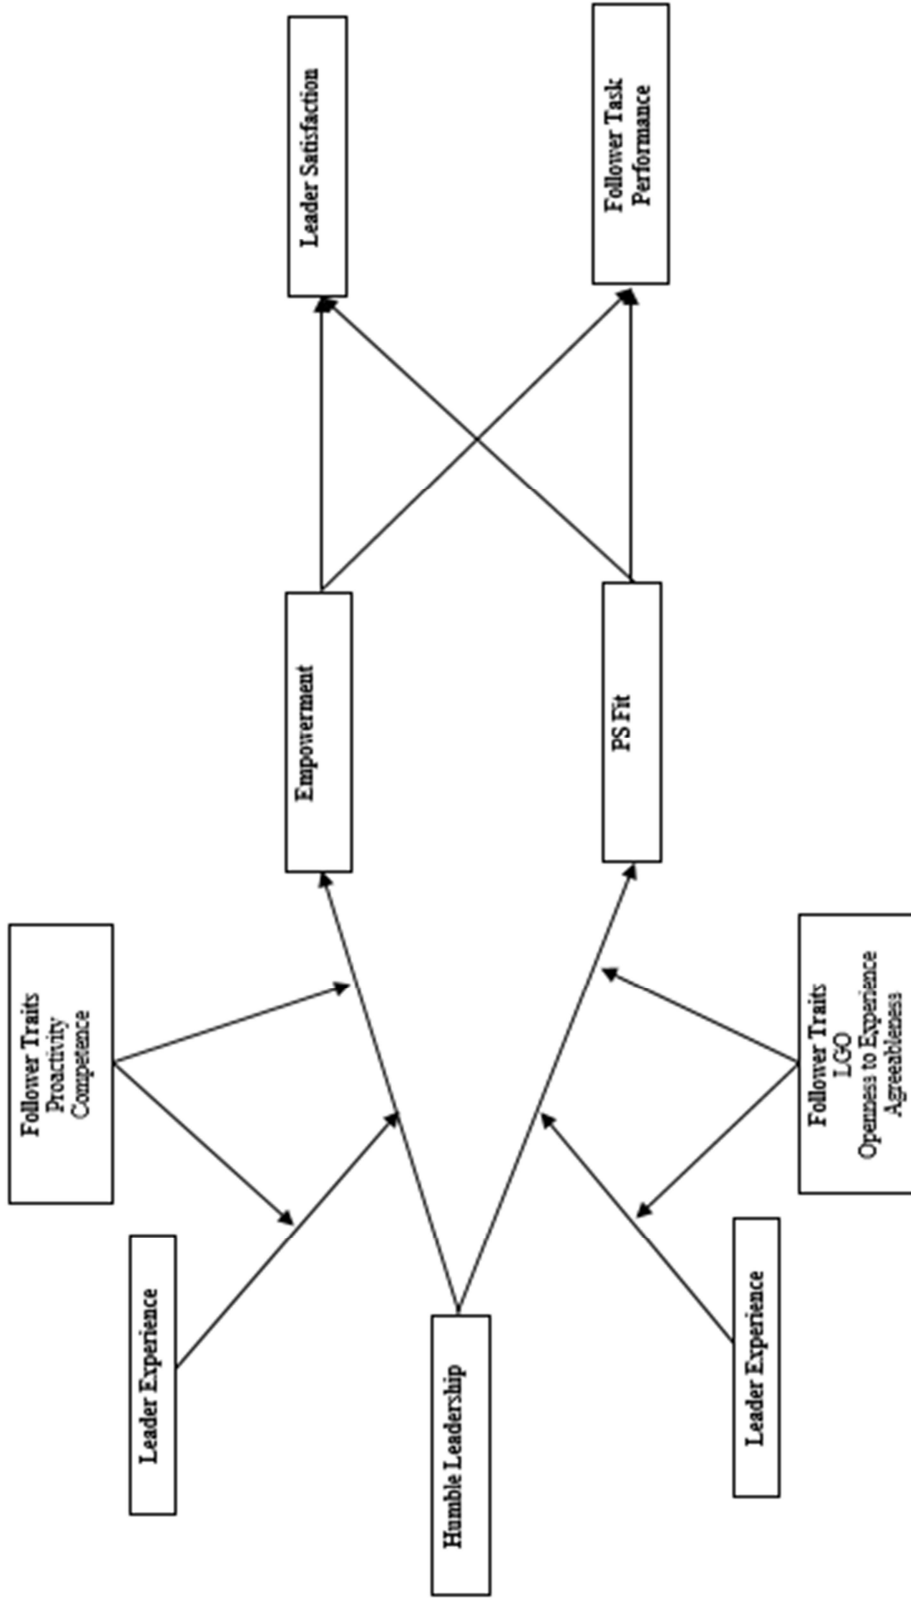 Follower Traits
Proactivity
Competence
Leader Experience
Empowerment
Leader Satisfaction
Humble Leadership
PS Fit
Follower Task
Performance
Leader Experience
Follower Traits
LGO
Openness to Experience
Agreeableness